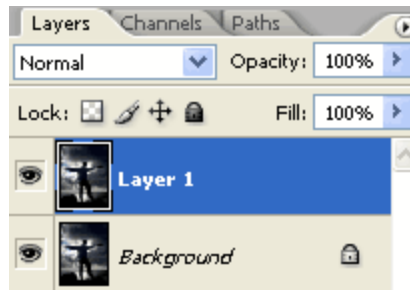 Layers Channels Paths
Normal Opacity: 100%
Lock: Fill: 100%
Layer 1
Background